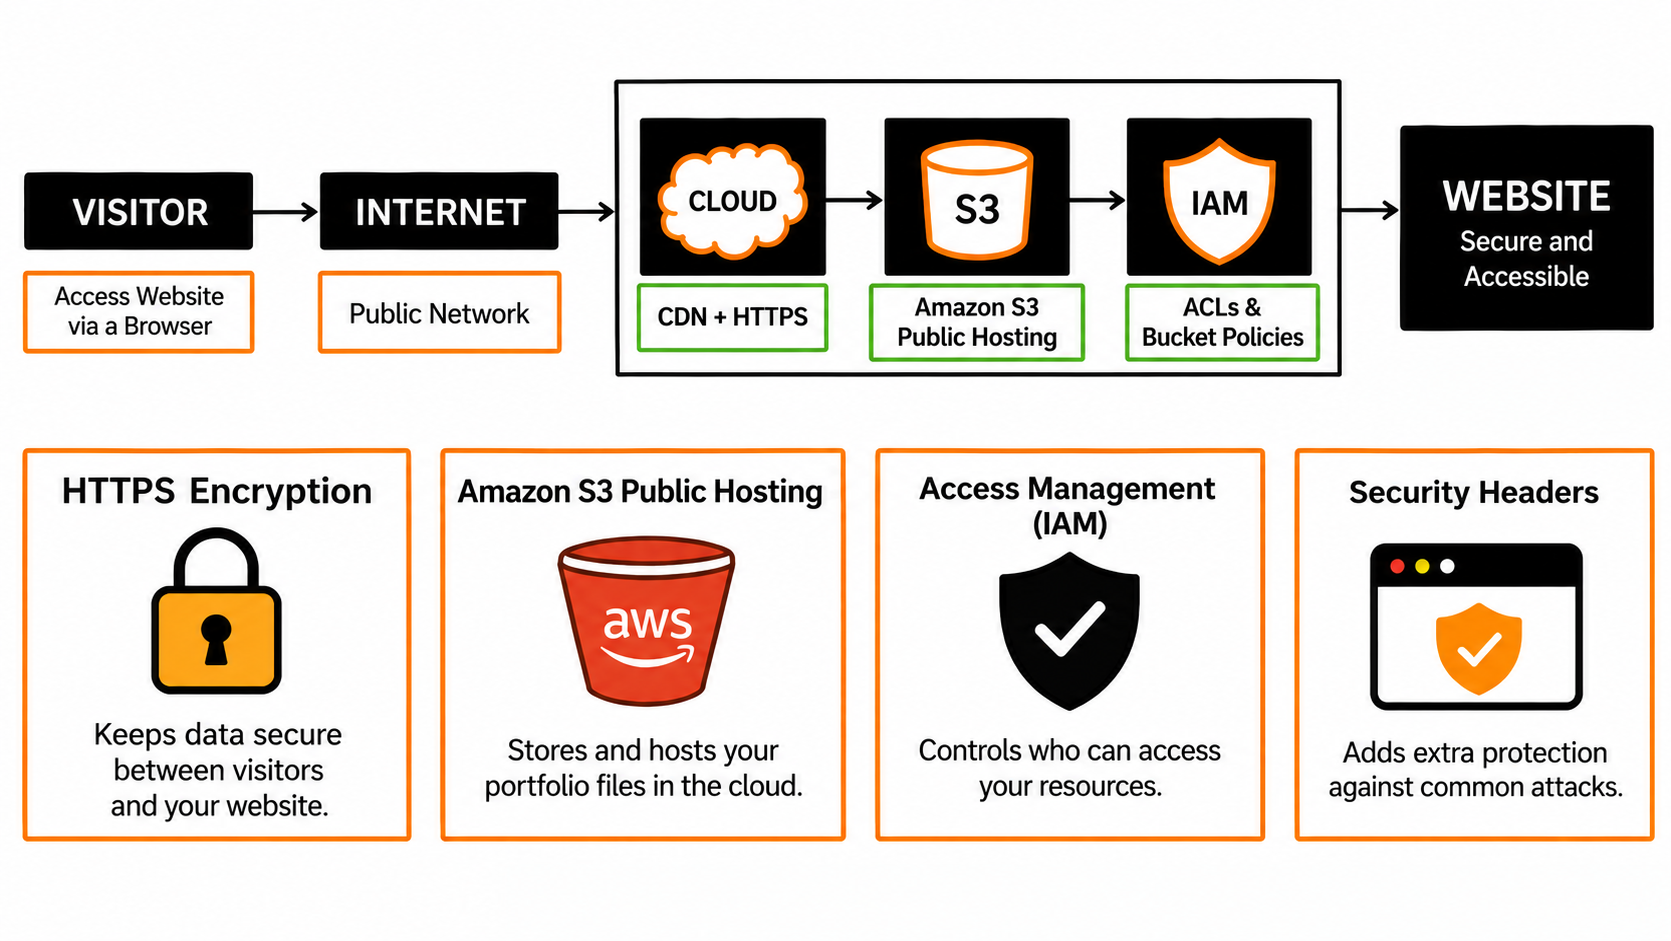 VISITOR
Access Website
via a Browser
INTERNET
Public Network
CLOUD
CDN + HTTPS
S3
Amazon S3
Public Hosting
IAM
ACLs &
Bucket Policies
WEBSITE
Secure and
Accessible
HTTPS Encryption
Keeps data secure
between visitors
and your website.
Amazon S3 Public Hosting
aws
Stores and hosts your
portfolio files in the cloud.
Access Management
(IAM)
Controls who can access
your resources.
Security Headers
Adds extra protection
against common attacks.